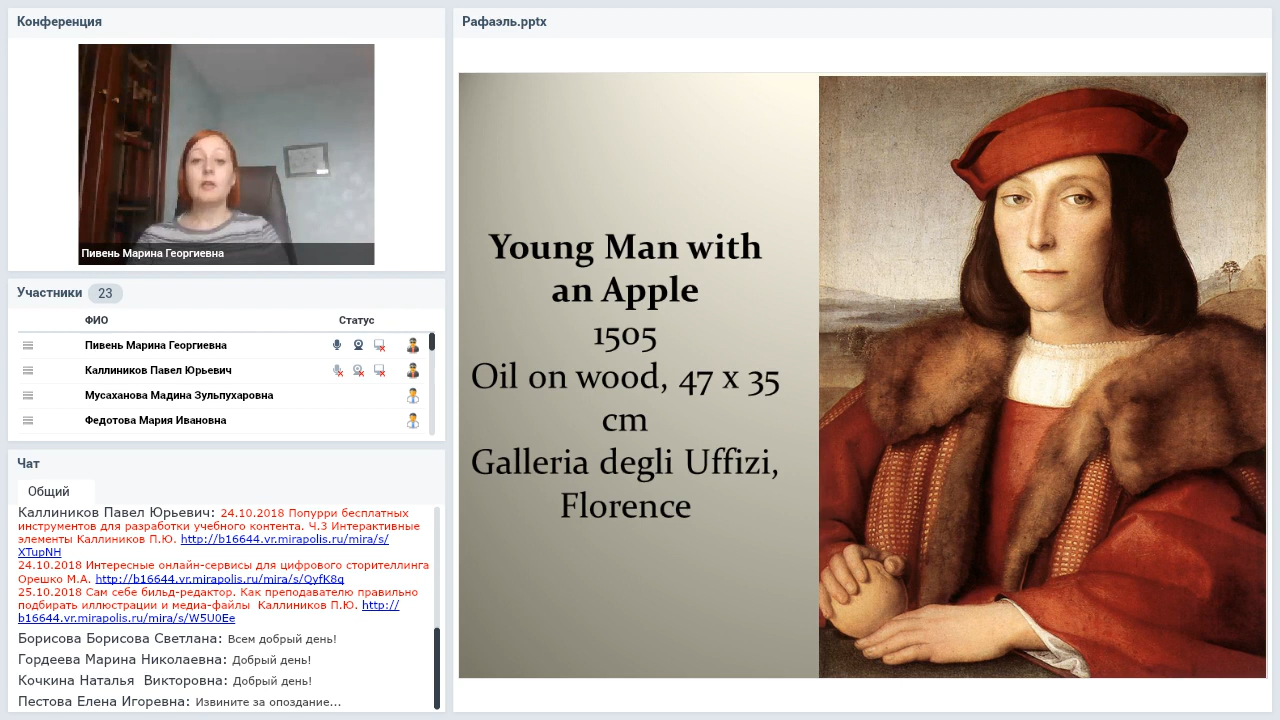 Конференция
Пивень Марина Георгиевна
Участники 23
ФИО Статус
Пивень Марина Георгиевна
Каллиников Павел Юрьевич
Мусаханова Мадина Зульпухаровна
Федотова Мария Ивановна
Чат
Общий
Каллиников Павел Юрьевич: 24.10.2018 Попурри бесплатных
инструментов для разработки учебного контента. Ч.3 Интерактивные
элементы Каллиников П.Ю. http://b16644.vr.mirapolis.ru/mira/s/
XTupNH
24.10.2018 Интересные онлайн-сервисы для цифрового сторителлинга
Орешко М.А. http://b16644.vr.mirapolis.ru/mira/s/QyfK8q
25.10.2018 Сам себе бильд-редактор. Как преподавателю правильно
подбирать иллюстрации и медиа-файлы Каллиников П.Ю. http://
b16644.vr.mirapolis.ru/mira/s/W5U0Ee
Борисова Борисова Светлана: Всем добрый день!
Гордеева Марина Николаевна: Добрый день!
Кочкина Наталья Викторовна: Добрый день!
Пестова Елена Игоревна: Извините за опоздание...
Рафаэль.pptx
Young Man with
an Apple
1505
Oil on wood, 47 x 35
cm
Galleria degli Uffizi,
Florence